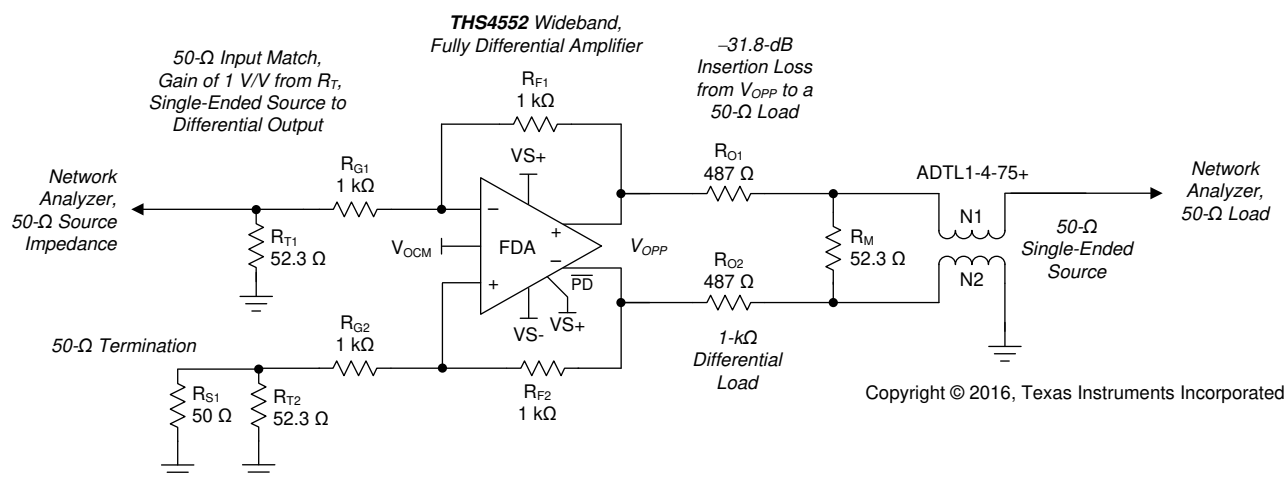 THS4552 Wideband,
Fully Differential Amplifier
50-Ω Input Match,
Gain of 1 V/V from RT,
Single-Ended Source to
Differential Output
–31.8-dB
Insertion Loss
from VOPP to a
50-Ω Load
RF1
1 kΩ
VS+
RG1
1 kΩ
RO1
487 Ω
ADTL1-4-75+
Network
Analyzer,
50-Ω Source
Impedance
Network
Analyzer,
50-Ω Load
RT1
52.3 Ω
VOCM
–
+
FDA
+
–
PD
VOPP
RM
52.3 Ω
N1
N2
50-Ω
Single-Ended
Source
RO2
487 Ω
VS-
VS+
50-Ω Termination
RG2
1 kΩ
RF2
1 kΩ
1-kΩ
Differential
Load
RS1
50 Ω
RT2
52.3 Ω
Copyright © 2016, Texas Instruments Incorporated